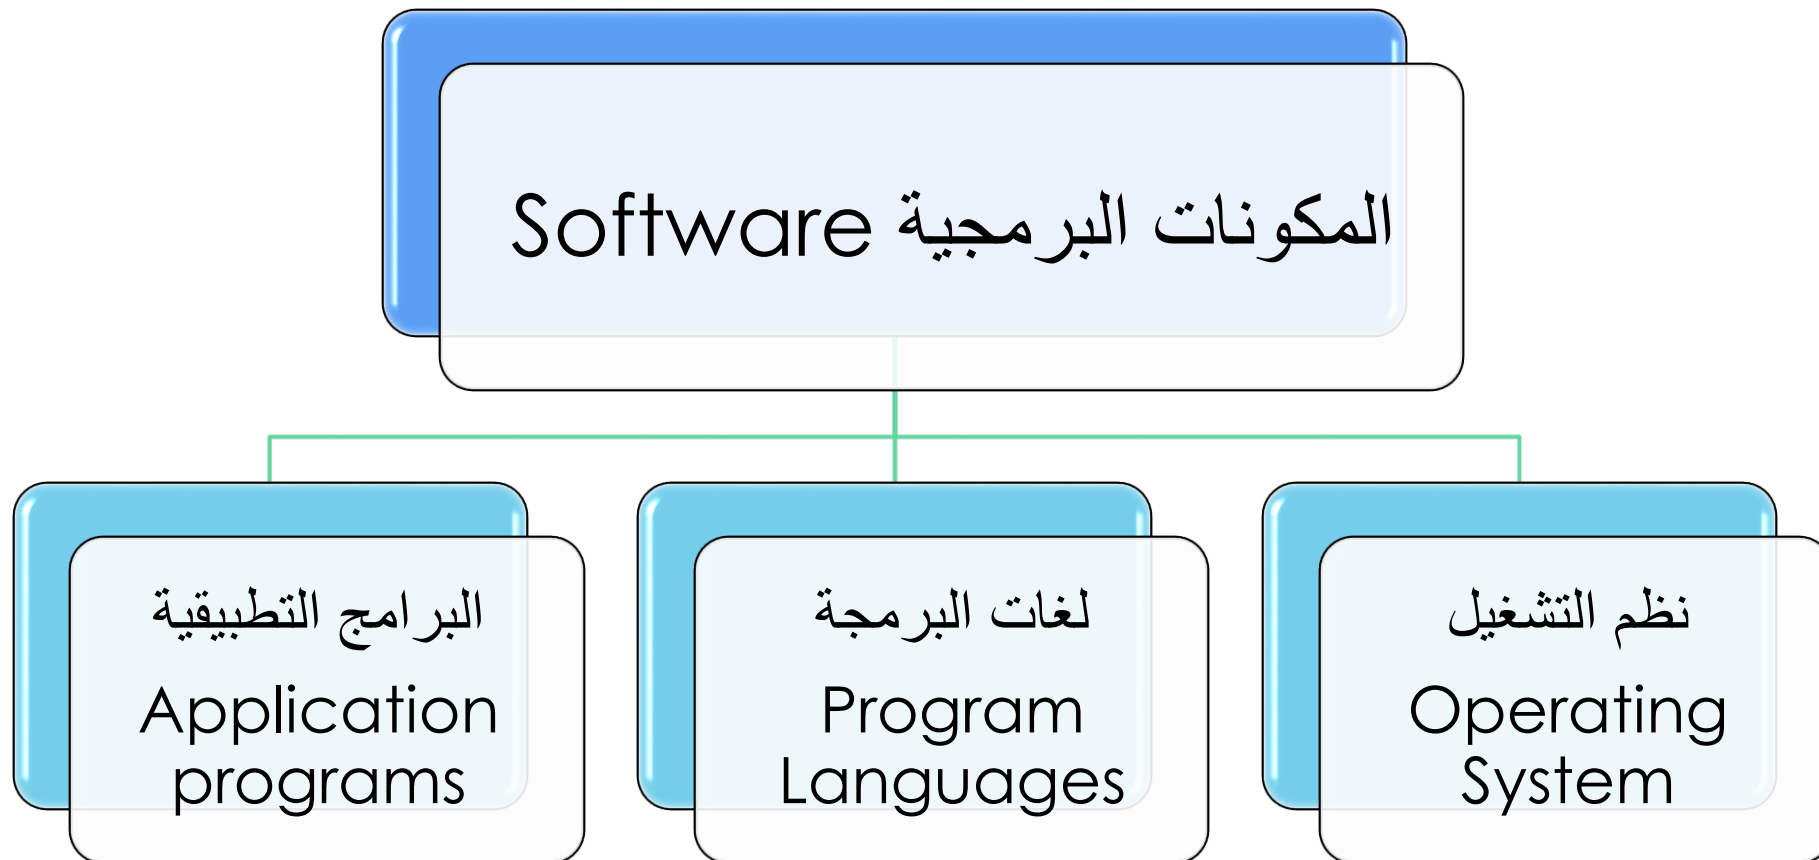 المكونات البرمجية Software
نظم التشغيل
Operating
System
لغات البرمجة
Program
Languages
البرامج التطبيقية
Application
programs